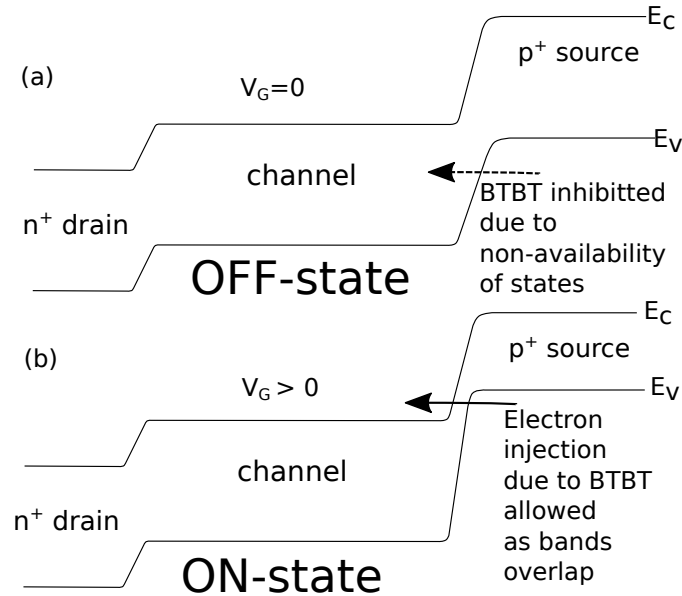 E_C
p⁺ source
(a)
V_G=0
E_V
channel
BTBT inhibitted
due to
non-availability
of states
n⁺ drain
OFF-state
E_C
p⁺ source
(b)
V_G > 0
E_V
Electron
injection
due to BTBT
allowed
as bands
overlap
channel
n⁺ drain
ON-state